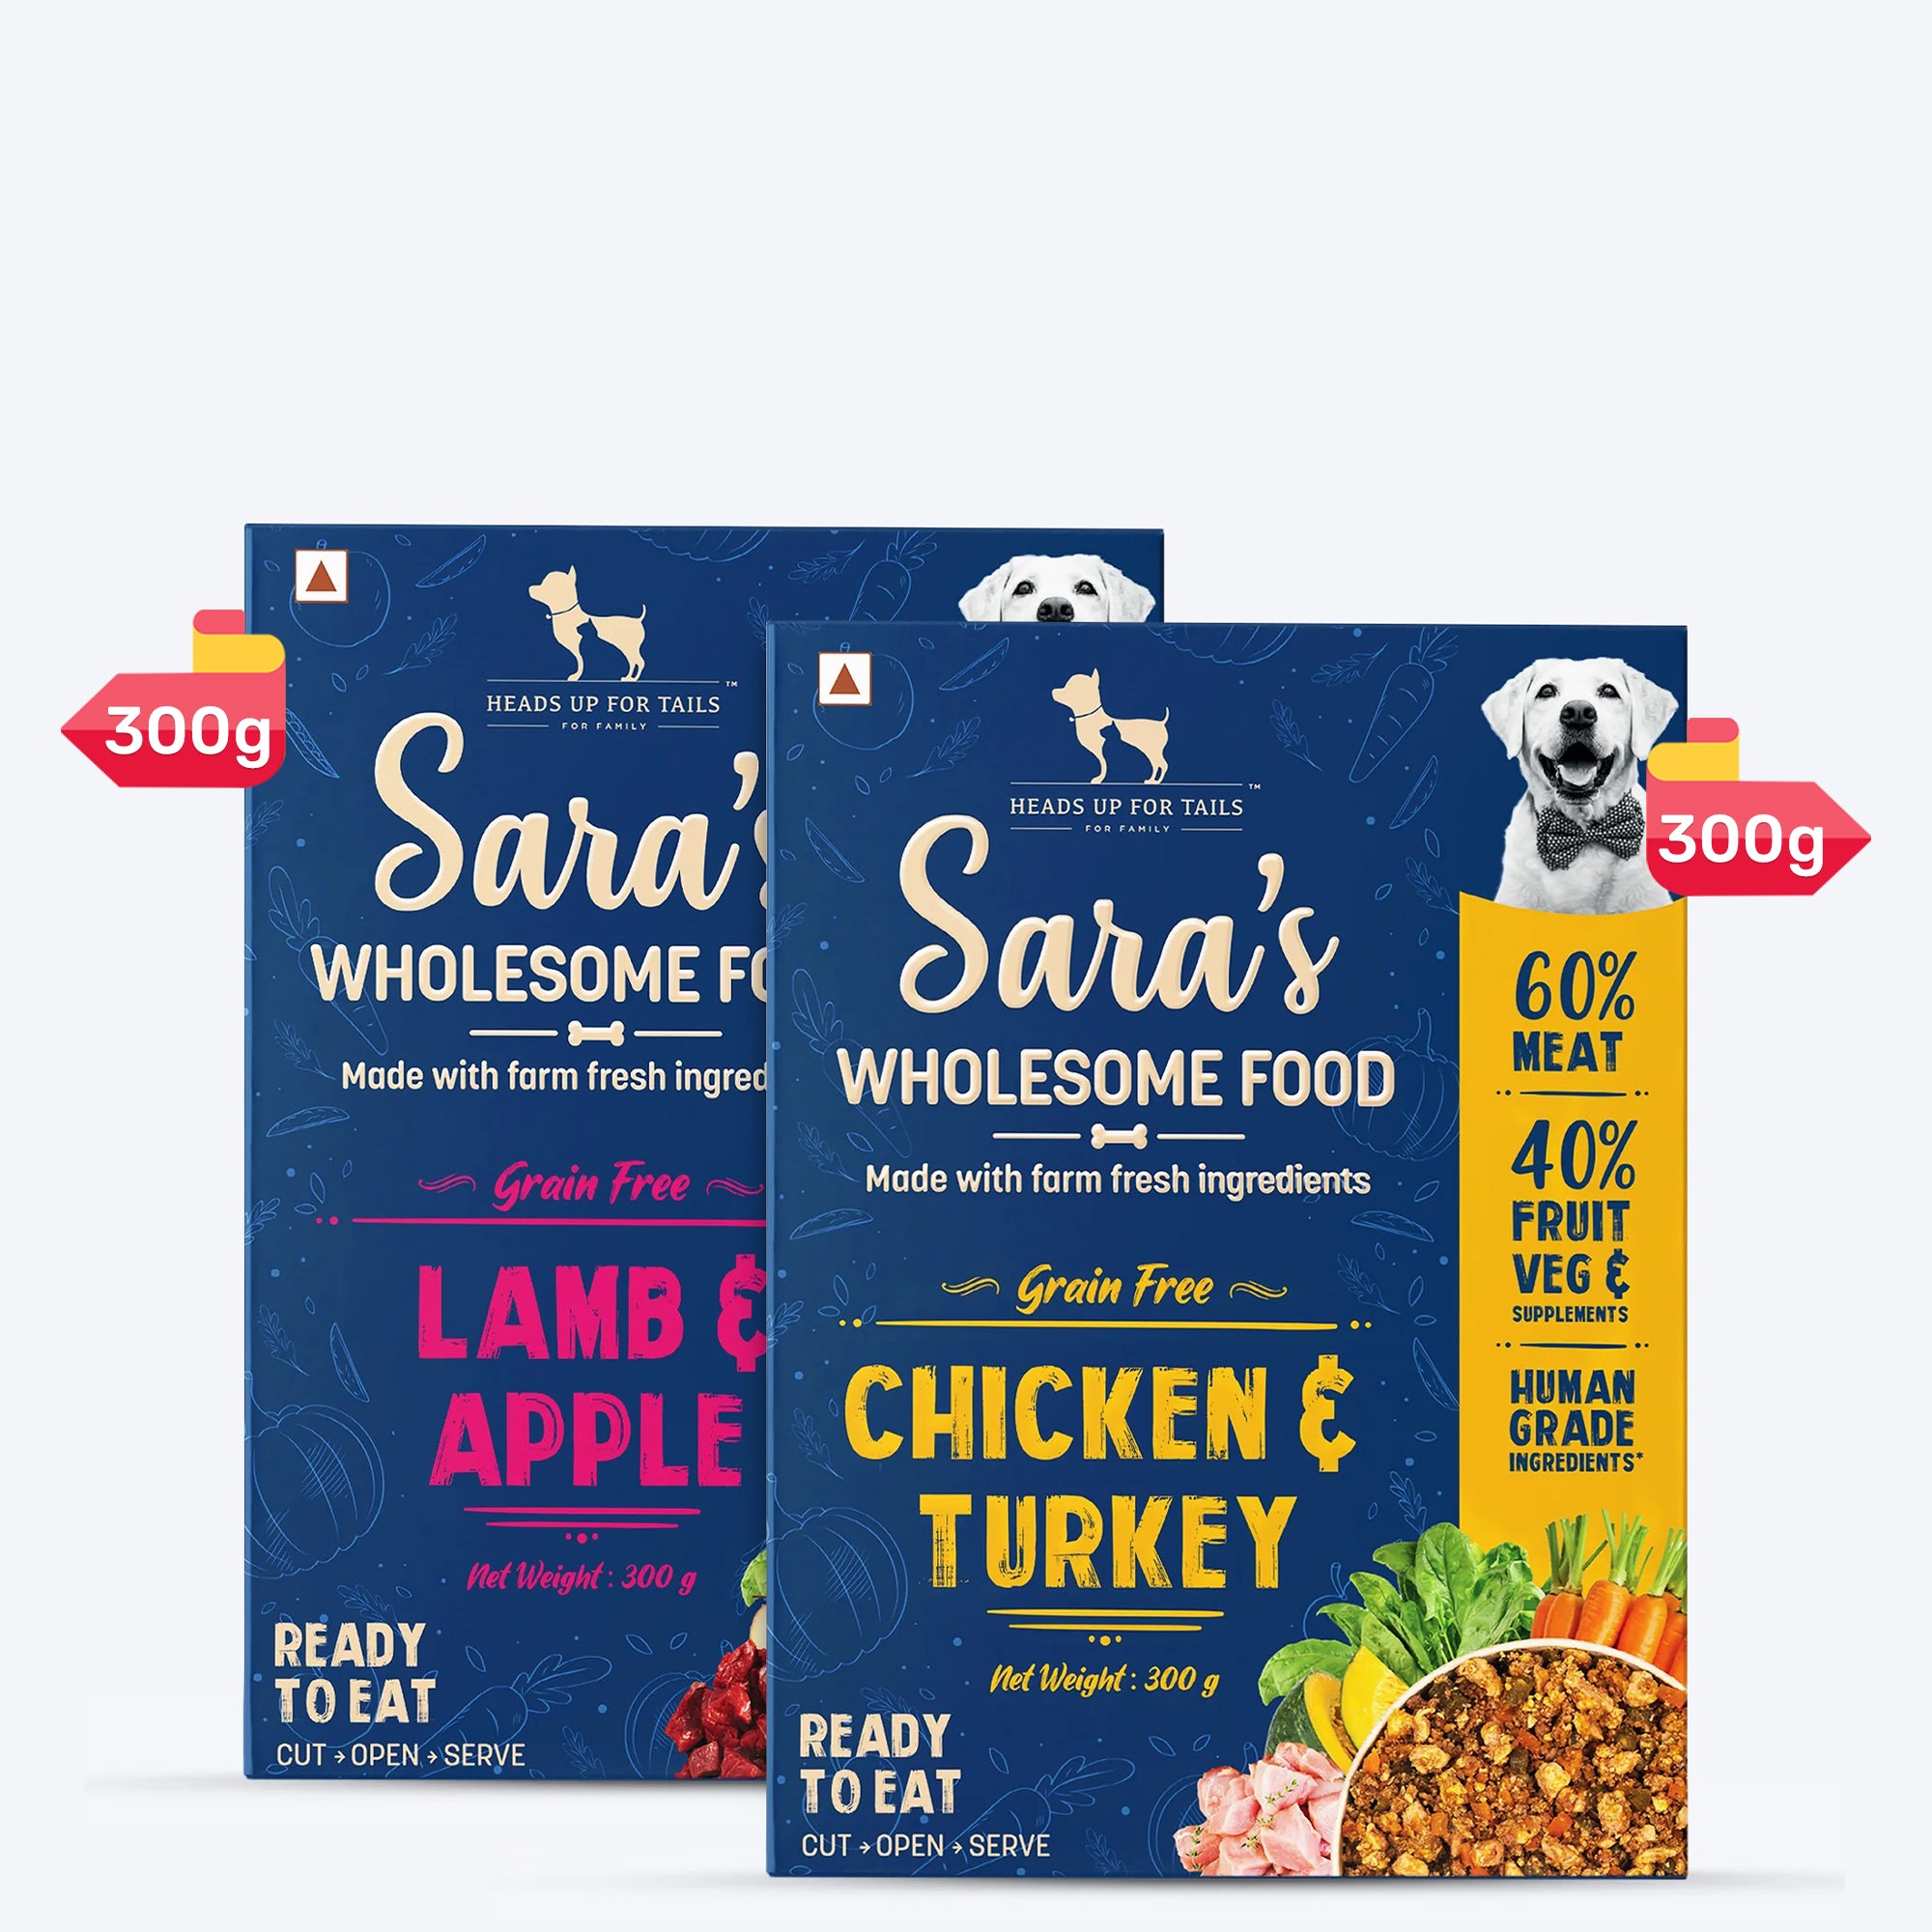 300g
HEADS UP FOR TAILS
™
FOR FAMILY
Sara's
WHOLESOME
Made with farm fresh
Grain Free
LAMB &
APPLE
Net Weight : 300 g
READY
TO EAT
CUT → OPEN → SERVE
HEADS UP FOR TAILS
™
FOR FAMILY
Sara's
WHOLESOME FOOD
Made with farm fresh ingredients
Grain Free
CHICKEN &
TURKEY
Net Weight : 300 g
READY
TO EAT
CUT → OPEN → SERVE
300g
60%
MEAT
40%
FRUIT
VEG &
SUPPLEMENTS
HUMAN
GRADE
INGREDIENTS*